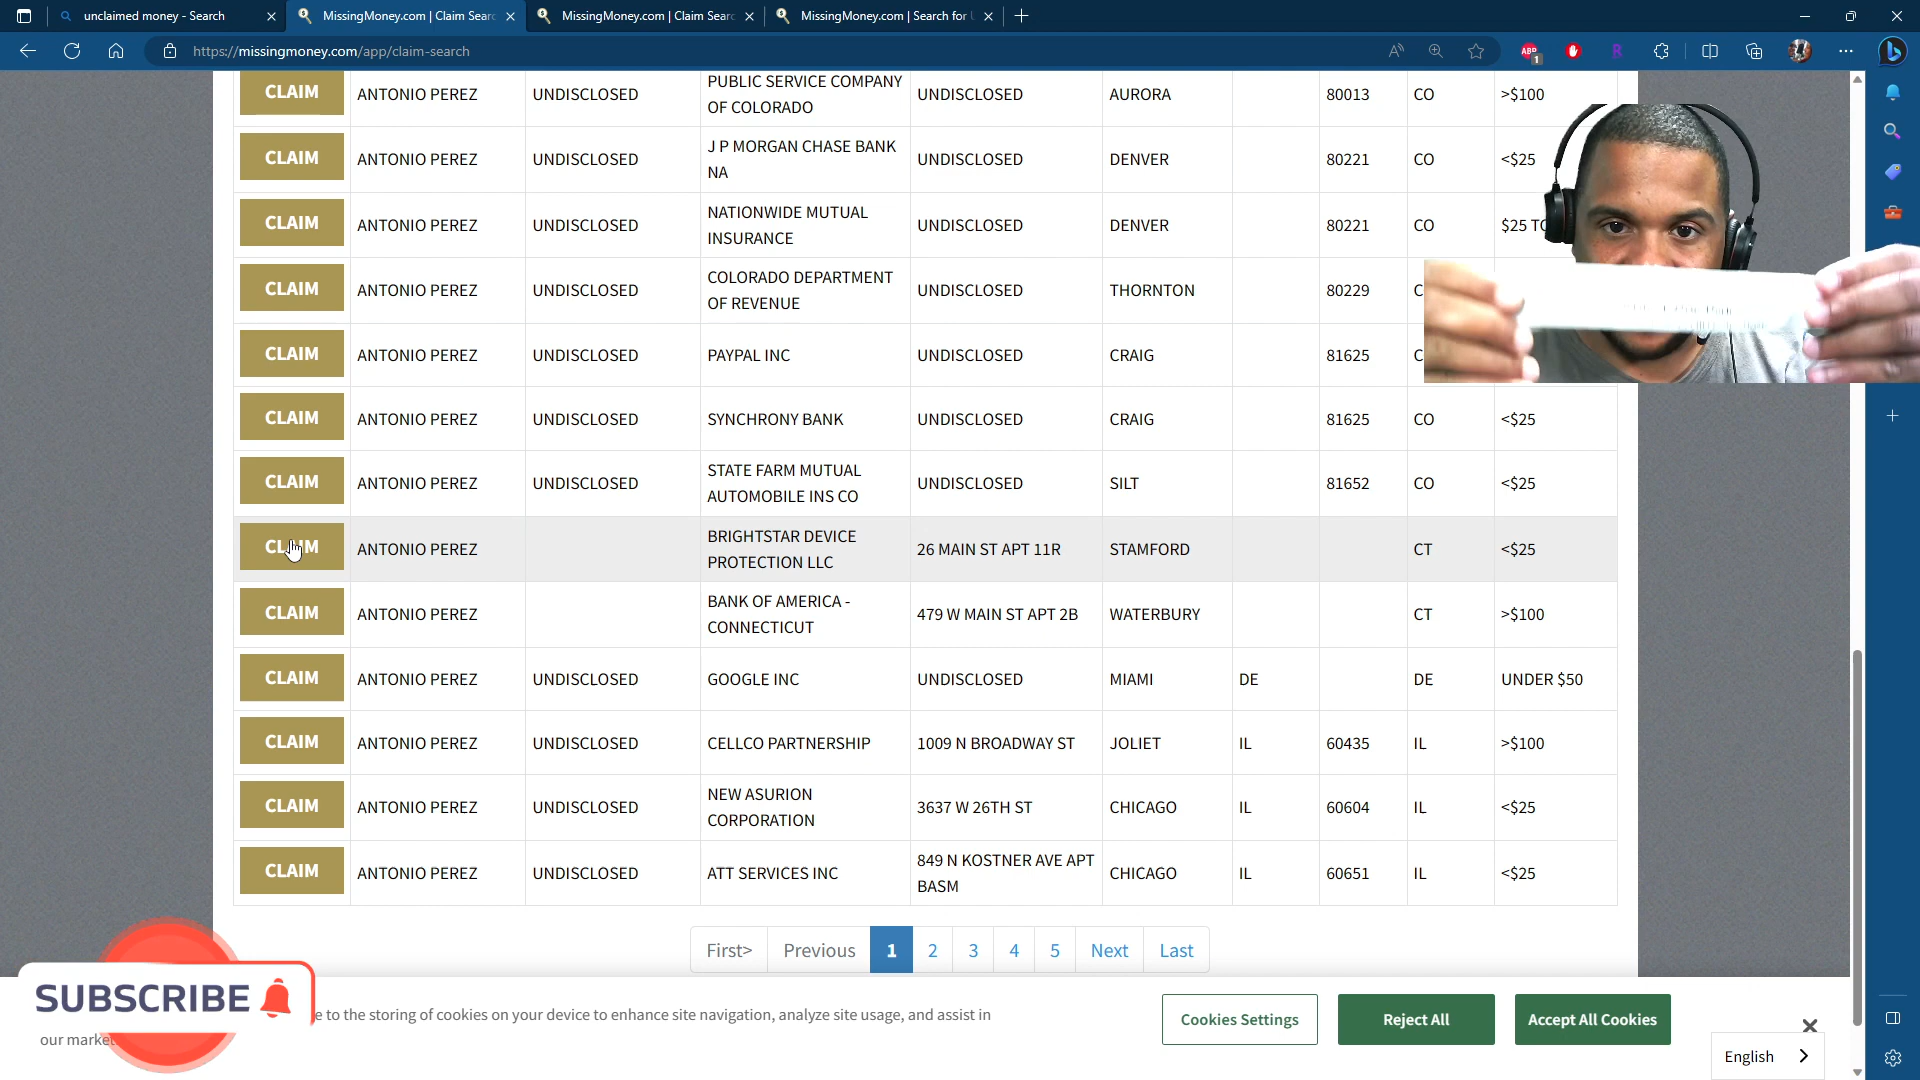 unclaimed money - Search
MissingMoney.com | Claim Searc
MissingMoney.com | Claim Searc
MissingMoney.com | Search for U
https://missingmoney.com/app/claim-search
ABP
1
CLAIM ANTONIO PEREZ UNDISCLOSED PUBLIC SERVICE COMPANY OF COLORADO UNDISCLOSED AURORA 80013 CO >$100
CLAIM ANTONIO PEREZ UNDISCLOSED J P MORGAN CHASE BANK NA UNDISCLOSED DENVER 80221 CO <$25
CLAIM ANTONIO PEREZ UNDISCLOSED NATIONWIDE MUTUAL INSURANCE UNDISCLOSED DENVER 80221 CO $25 TO
CLAIM ANTONIO PEREZ UNDISCLOSED COLORADO DEPARTMENT OF REVENUE UNDISCLOSED THORNTON 80229 C
CLAIM ANTONIO PEREZ UNDISCLOSED PAYPAL INC UNDISCLOSED CRAIG 81625 C
CLAIM ANTONIO PEREZ UNDISCLOSED SYNCHRONY BANK UNDISCLOSED CRAIG 81625 CO <$25
CLAIM ANTONIO PEREZ UNDISCLOSED STATE FARM MUTUAL AUTOMOBILE INS CO UNDISCLOSED SILT 81652 CO <$25
CLAIM ANTONIO PEREZ BRIGHTSTAR DEVICE PROTECTION LLC 26 MAIN ST APT 11R STAMFORD CT <$25
CLAIM ANTONIO PEREZ BANK OF AMERICA - CONNECTICUT 479 W MAIN ST APT 2B WATERBURY CT >$100
CLAIM ANTONIO PEREZ UNDISCLOSED GOOGLE INC UNDISCLOSED MIAMI DE DE UNDER $50
CLAIM ANTONIO PEREZ UNDISCLOSED CELLCO PARTNERSHIP 1009 N BROADWAY ST JOLIET IL 60435 IL >$100
CLAIM ANTONIO PEREZ UNDISCLOSED NEW ASURION CORPORATION 3637 W 26TH ST CHICAGO IL 60604 IL <$25
CLAIM ANTONIO PEREZ UNDISCLOSED ATT SERVICES INC 849 N KOSTNER AVE APT BASM CHICAGO IL 60651 IL <$25
First> Previous 1 2 3 4 5 Next Last
SUBSCRIBE
e to the storing of cookies on your device to enhance site navigation, analyze site usage, and assist in
our marke
Cookies Settings Reject All Accept All Cookies
English